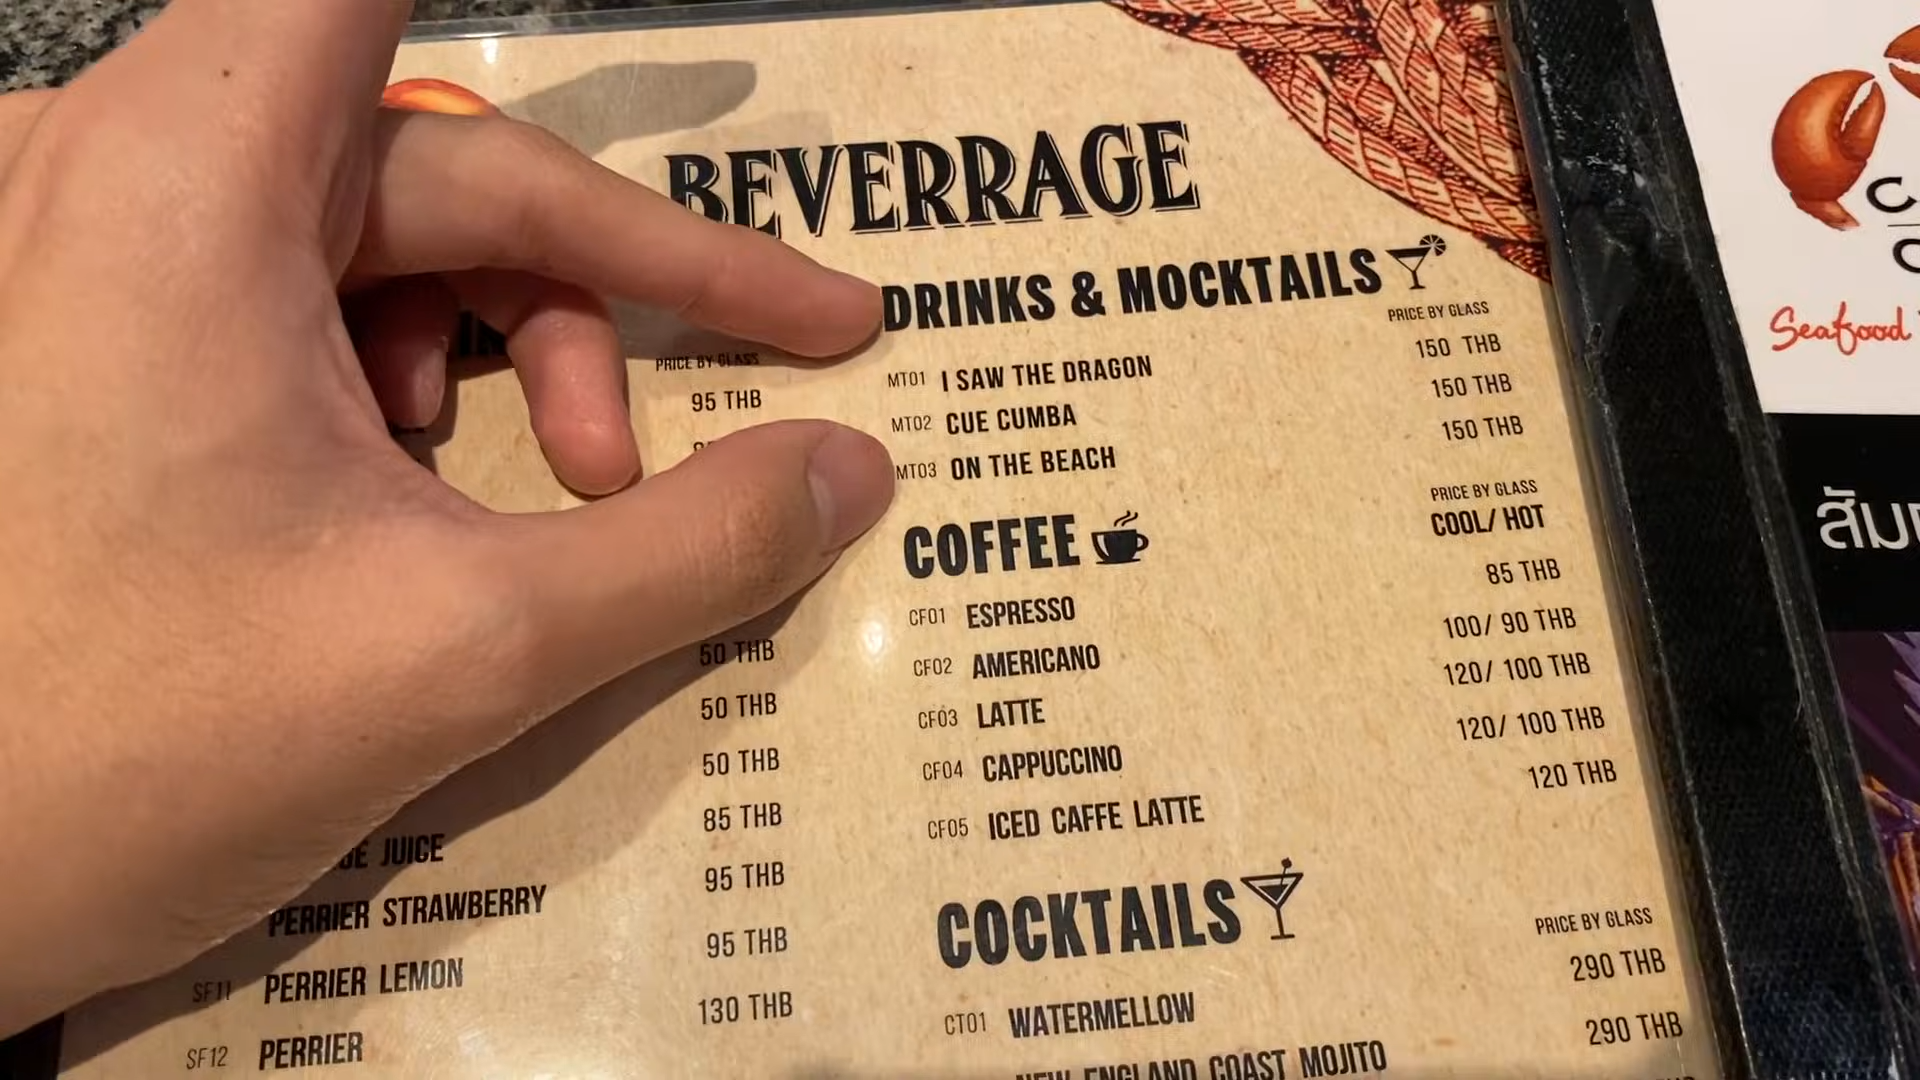 BEVERRAGE
PRICE BY GLASS
95 THB
50 THB
50 THB
50 THB
85 THB
JUICE
95 THB
PERRIER STRAWBERRY
95 THB
SF11 PERRIER LEMON
130 THB
SF12 PERRIER
DRINKS & MOCKTAILS
PRICE BY GLASS
MT01 I SAW THE DRAGON 150 THB
MT02 CUE CUMBA 150 THB
MT03 ON THE BEACH 150 THB
COFFEE
PRICE BY GLASS
COOL/ HOT
CF01 ESPRESSO 85 THB
CF02 AMERICANO 100/ 90 THB
CF03 LATTE 120/ 100 THB
CF04 CAPPUCCINO 120/ 100 THB
CF05 ICED CAFFE LATTE 120 THB
COCKTAILS
PRICE BY GLASS
CT01 WATERMELLOW 290 THB
NEW ENGLAND COAST MOJITO 290 THB
Seafood